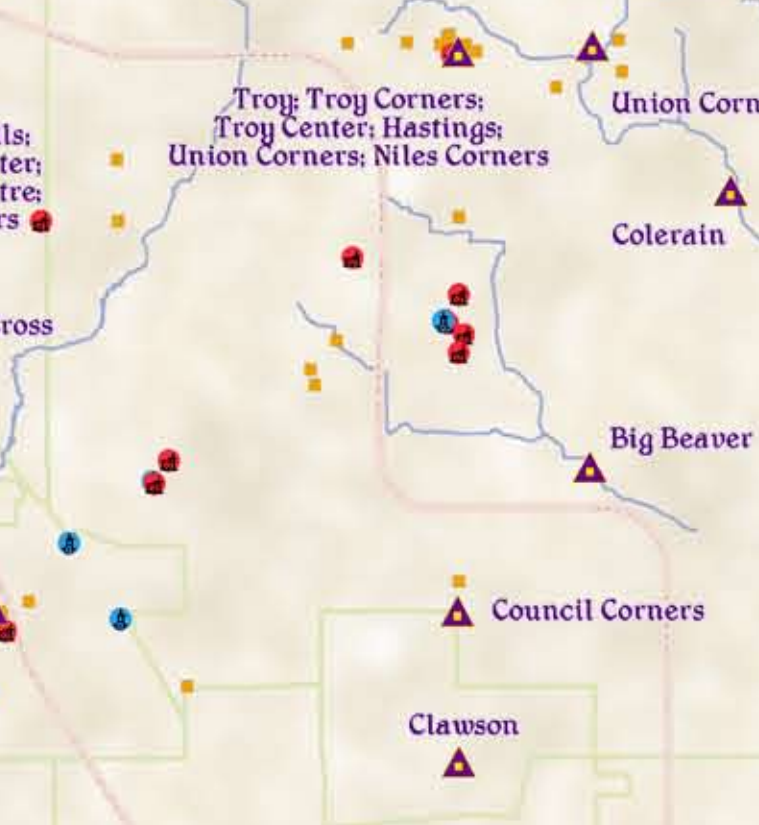 Troy; Troy Corners;
Troy Center; Hastings;
Union Corners; Niles Corners
Union Corn
ls;
ter;
tre;
rs
Colerain
ross
Big Beaver
Council Corners
Clawson